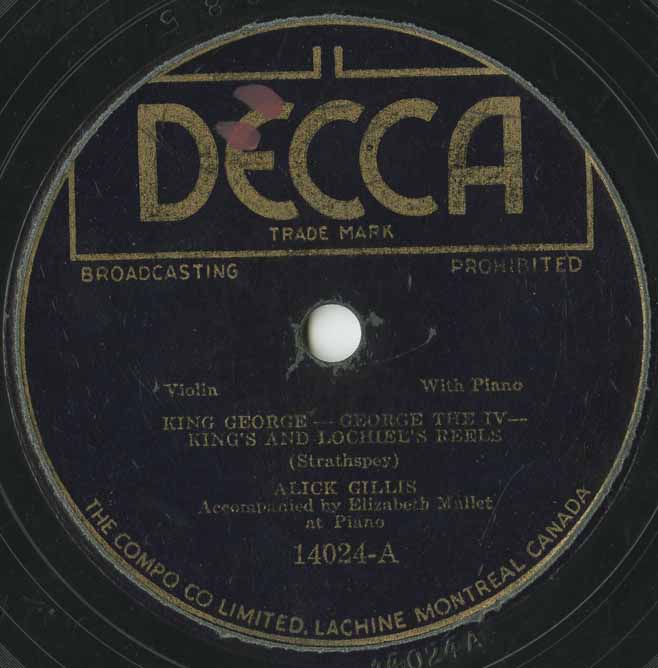 DECCA
TRADE MARK
BROADCASTING PROHIBITED
Violin With Piano
KING GEORGE — GEORGE THE IV—
KING'S AND LOCHIEL'S REELS
(Strathspey)
ALICK GILLIS
Accompanied by Elizabeth Mallet
at Piano
14024-A
THE COMPO CO LIMITED. LACHINE MONTREAL CANADA
14024A